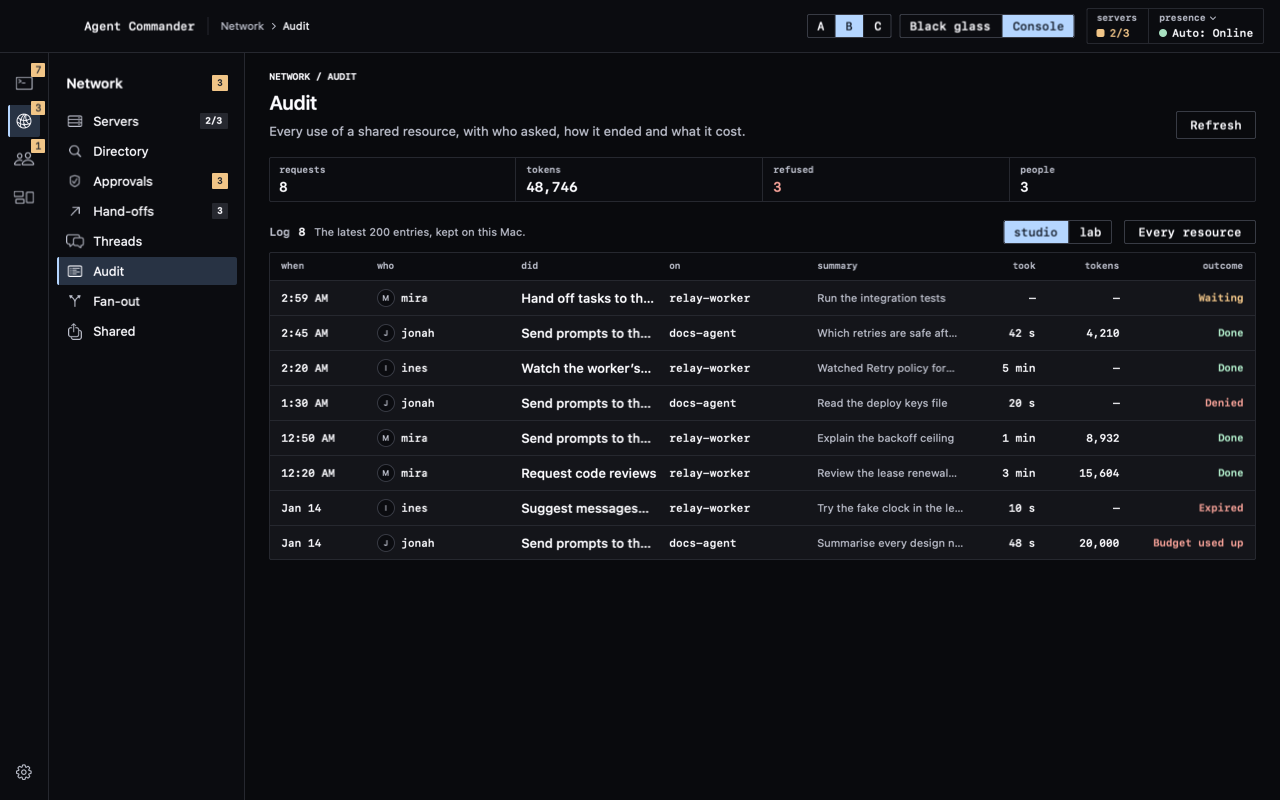 Agent Commander Network > Audit A B C Black glass Console servers 2/3 presence Auto: Online
7
3
1
Network 3
Servers 2/3
Directory
Approvals 3
Hand-offs 3
Threads
Audit
Fan-out
Shared
NETWORK / AUDIT
Audit
Every use of a shared resource, with who asked, how it ended and what it cost.
Refresh
requests tokens refused people
8 48,746 3 3
Log 8 The latest 200 entries, kept on this Mac. studio lab Every resource
when who did on summary took tokens outcome
2:59 AM M mira Hand off tasks to th... relay-worker Run the integration tests — — Waiting
2:45 AM J jonah Send prompts to th... docs-agent Which retries are safe aft... 42 s 4,210 Done
2:20 AM I ines Watch the worker's... relay-worker Watched Retry policy for... 5 min — Done
1:30 AM J jonah Send prompts to th... docs-agent Read the deploy keys file 20 s — Denied
12:50 AM M mira Send prompts to th... relay-worker Explain the backoff ceiling 1 min 8,932 Done
12:20 AM M mira Request code reviews relay-worker Review the lease renewal... 3 min 15,604 Done
Jan 14 I ines Suggest messages... relay-worker Try the fake clock in the le... 10 s — Expired
Jan 14 J jonah Send prompts to th... docs-agent Summarise every design n... 48 s 20,000 Budget used up